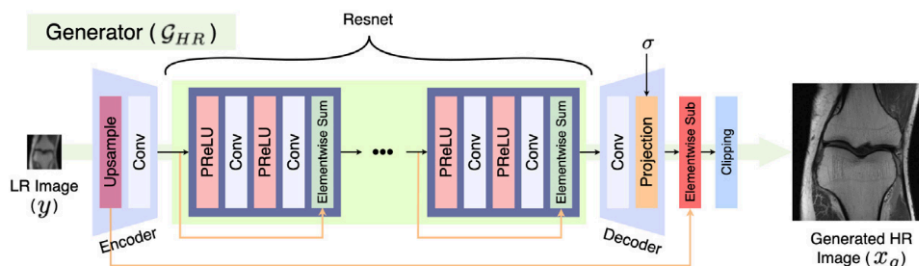 Resnet
Generator (𝒢_HR)
σ
Upsample
Conv
PReLU
Conv
PReLU
Conv
Elementwise Sum
•••
PReLU
Conv
PReLU
Conv
Elementwise Sum
Conv
Projection
Elementwise Sub
Clipping
LR Image
(y)
Encoder
Decoder
Generated HR
Image (x_g)